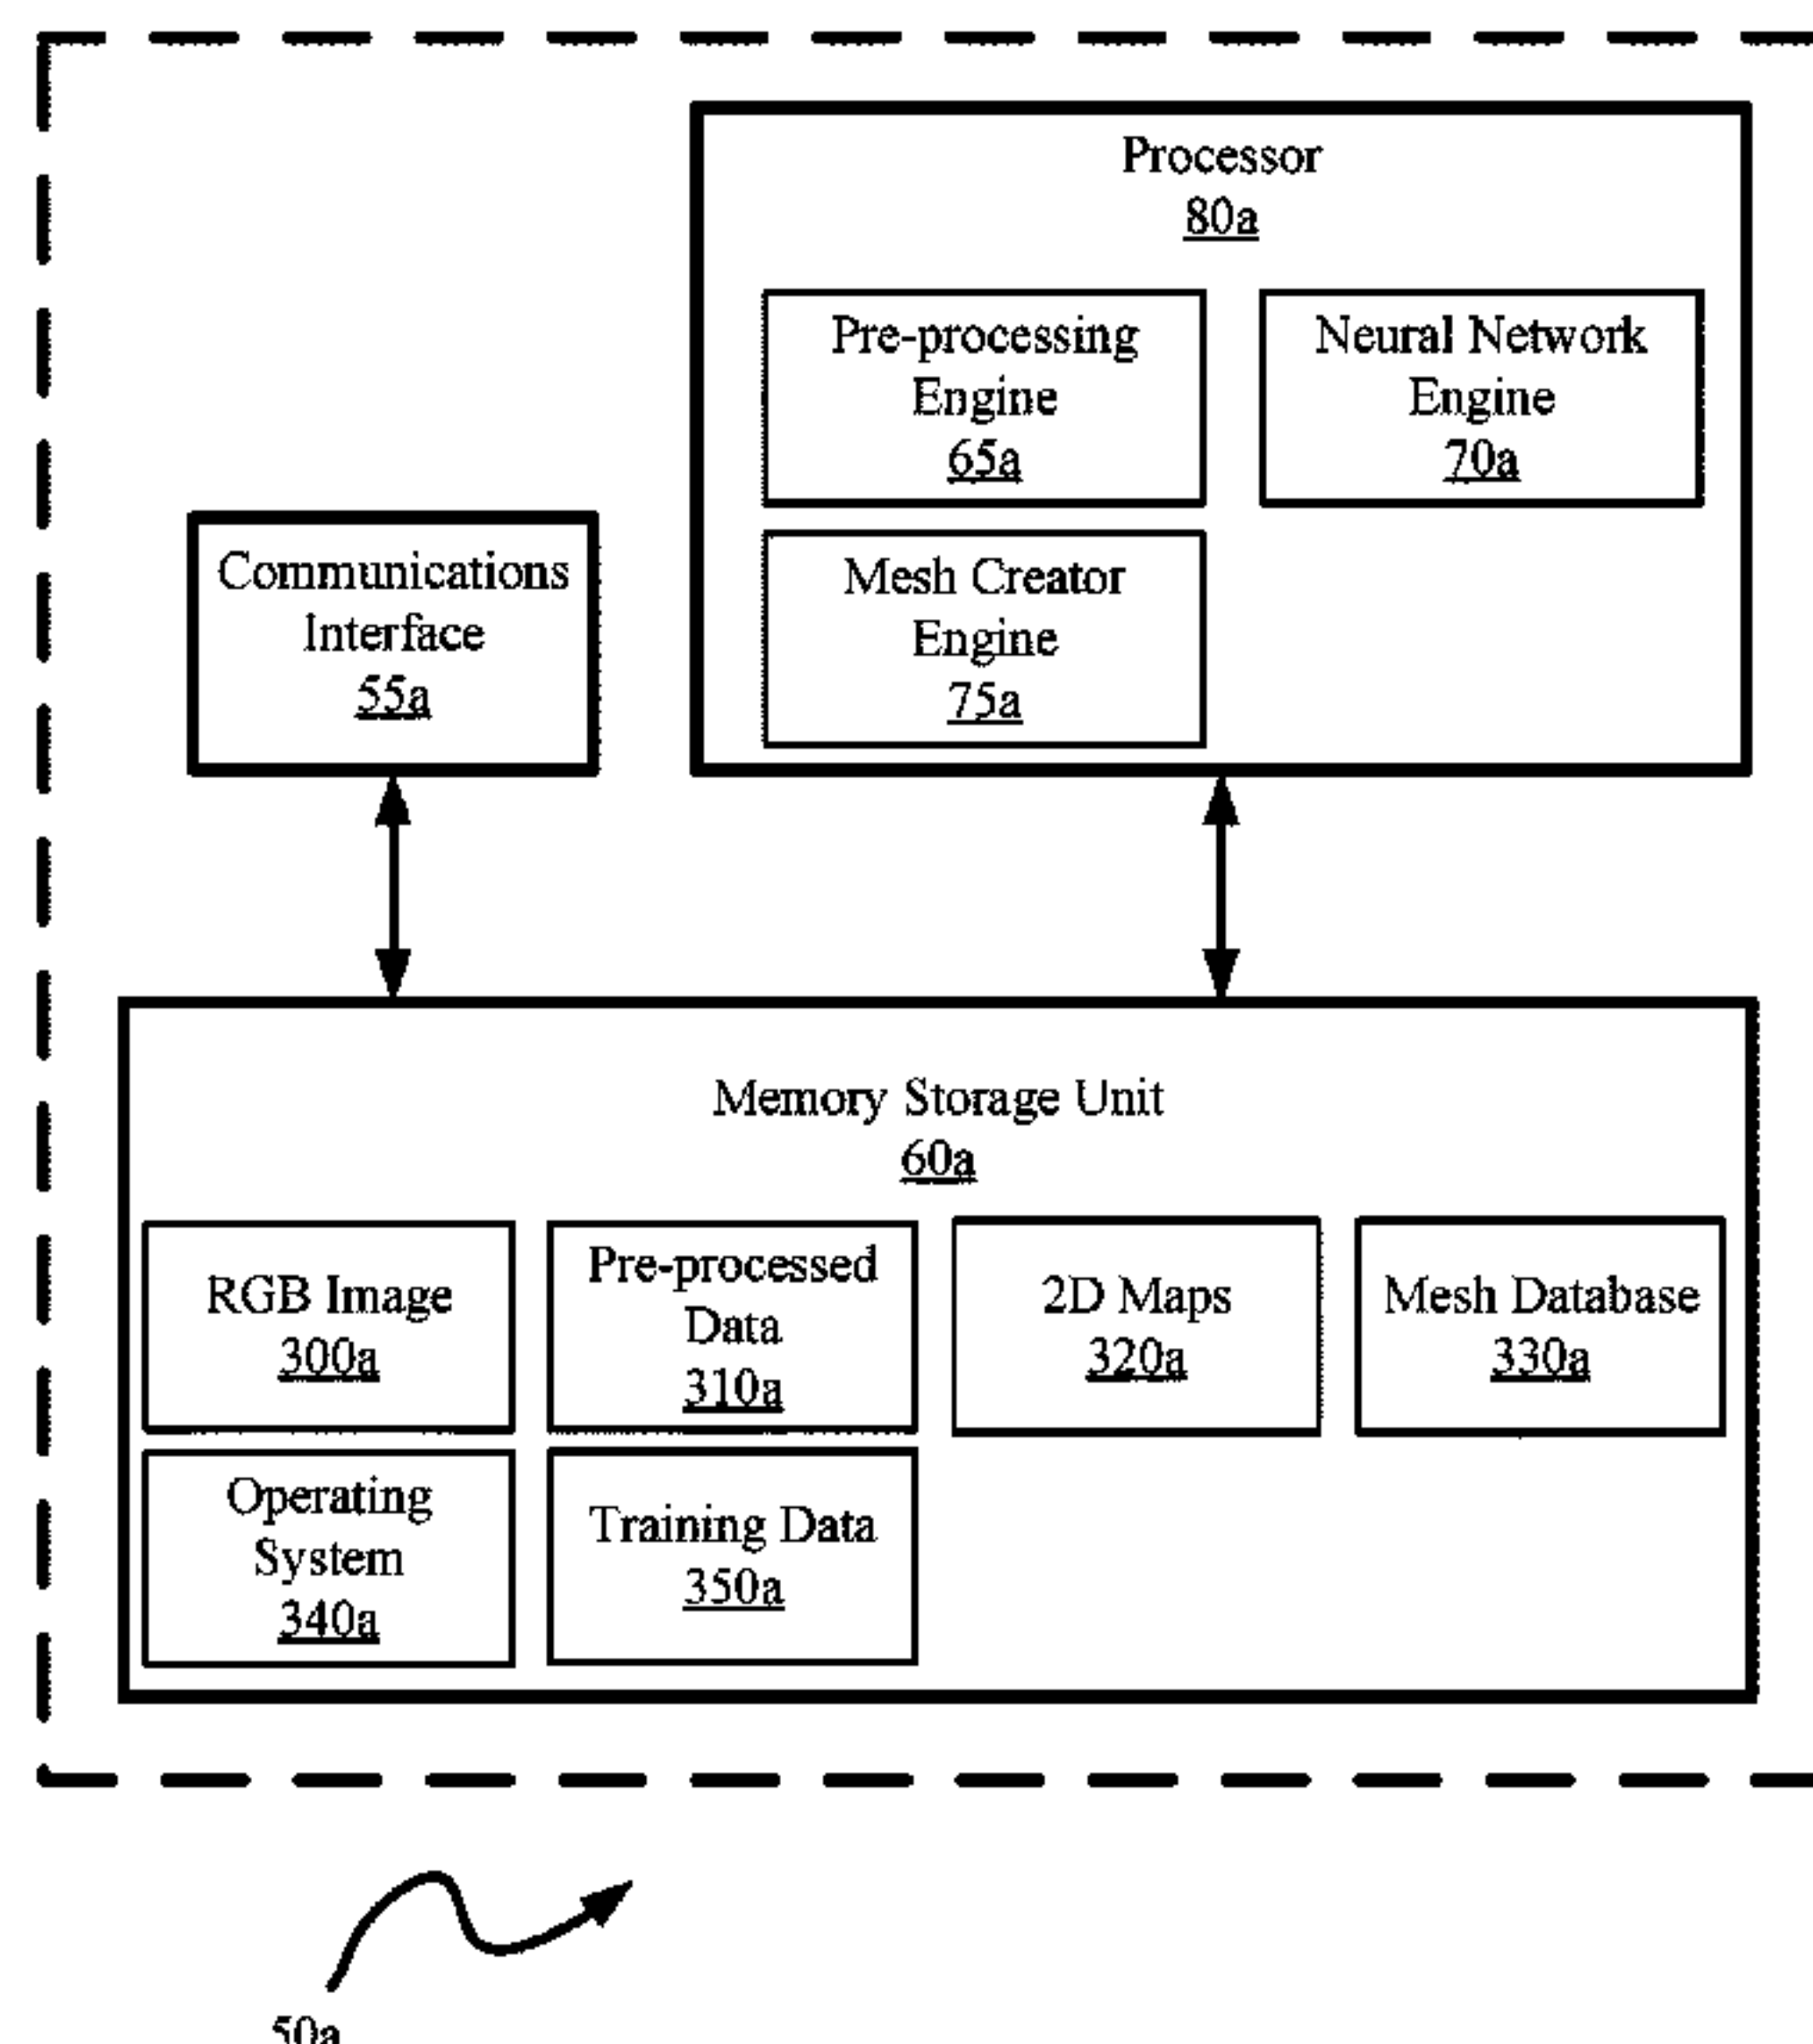 Processor
80a
Pre-processing
Engine
65a
Neural Network
Engine
70a
Communications
Interface
55a
Mesh Creator
Engine
75a
Memory Storage Unit
60a
RGB Image
300a
Pre-processed
Data
310a
2D Maps
320a
Mesh Database
330a
Operating
System
340a
Training Data
350a
50a